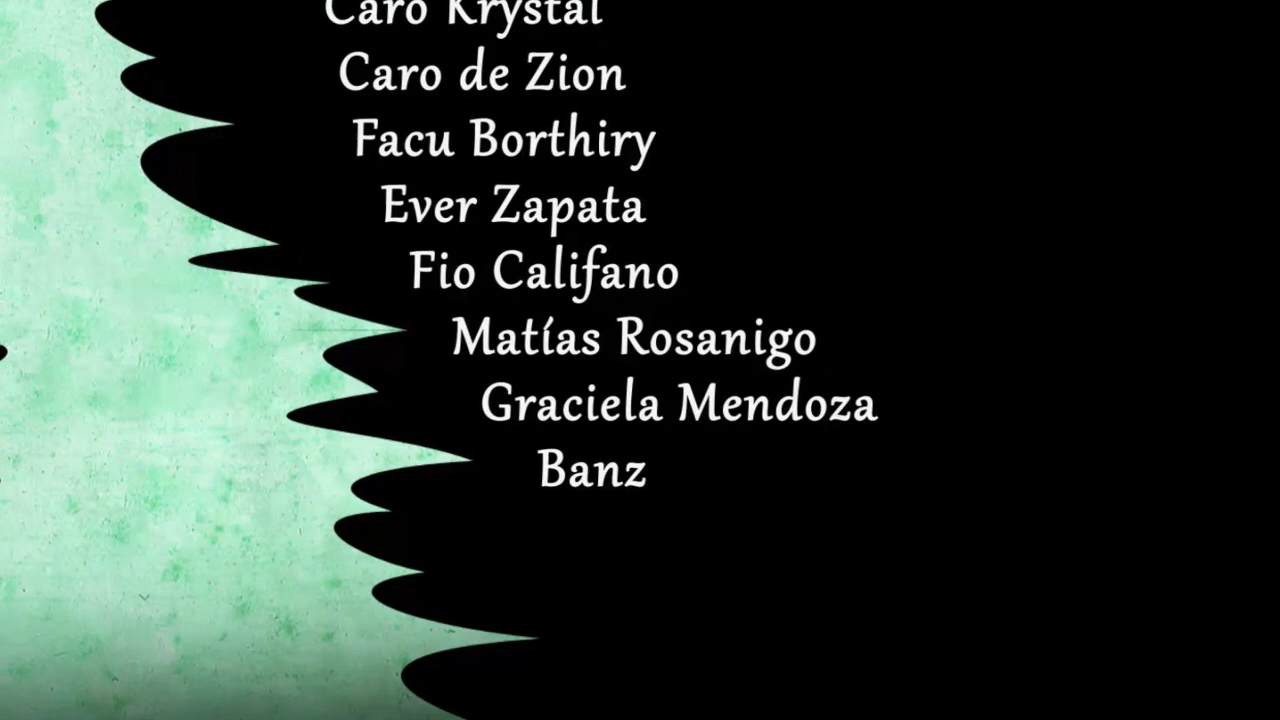 Caro Krystal
Caro de Zion
Facu Borthiry
Ever Zapata
Fio Califano
Matías Rosanigo
Graciela Mendoza
Banz